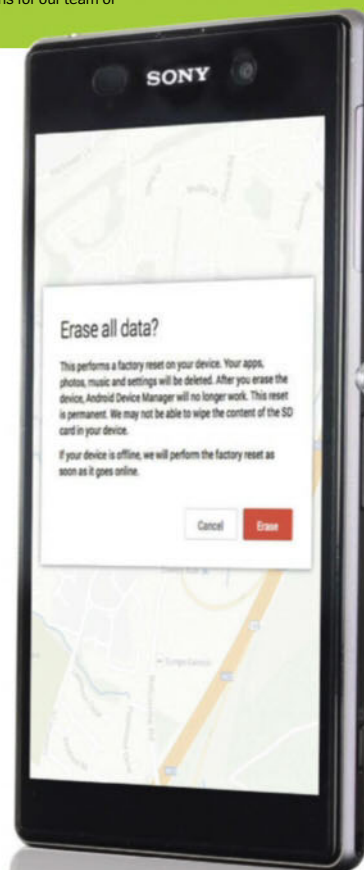 ns for our team of
SONY
Erase all data?
This performs a factory reset on your device. Your apps,
photos, music and settings will be deleted. After you erase the
device, Android Device Manager will no longer work. This reset
is permanent. We may not be able to wipe the content of the SD
card in your device.
If your device is offline, we will perform the factory reset as
soon as it goes online.
Cancel
Erase